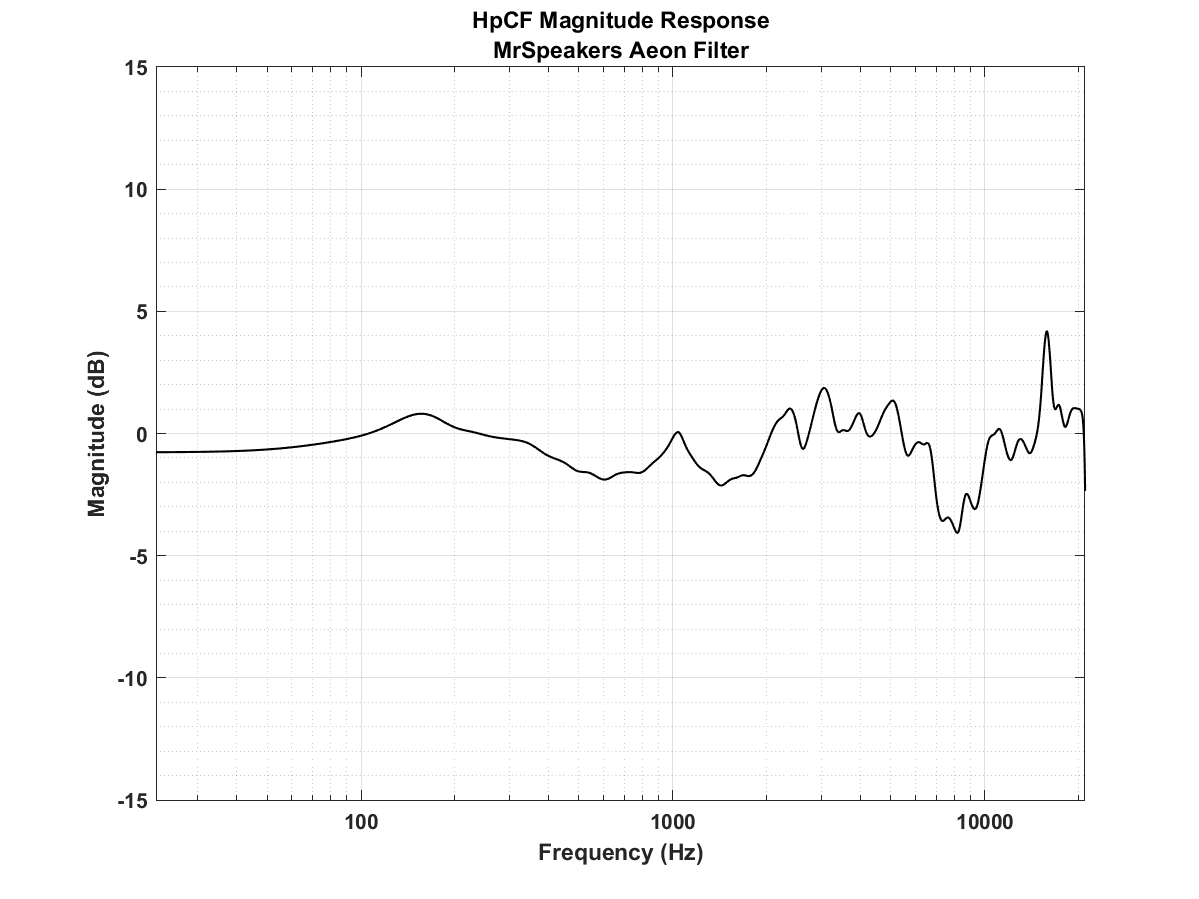 HpCF Magnitude Response
MrSpeakers Aeon Filter
15
10
5
0
-5
-10
-15
Magnitude (dB)
100
1000
10000
Frequency (Hz)